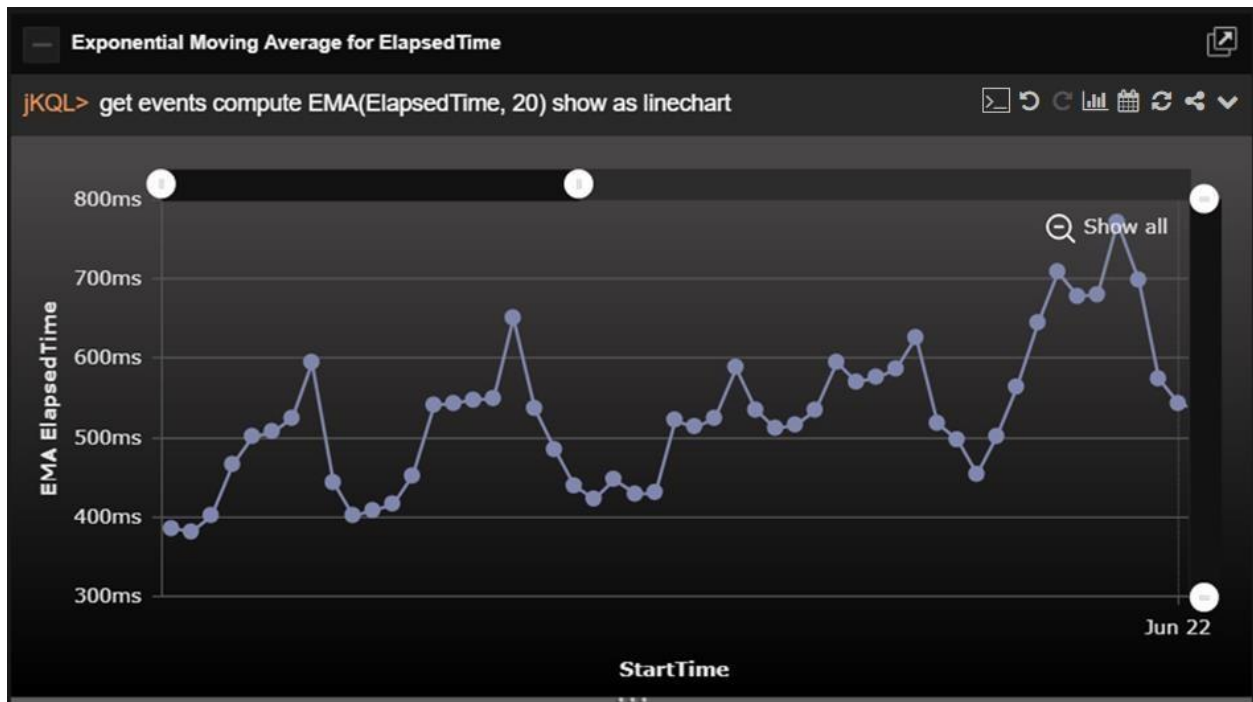 Exponential Moving Average for ElapsedTime
jKQL> get events compute EMA(ElapsedTime, 20) show as linechart
800ms
Show all
700ms
600ms
500ms
400ms
300ms
EMA ElapsedTime
Jun 22
StartTime